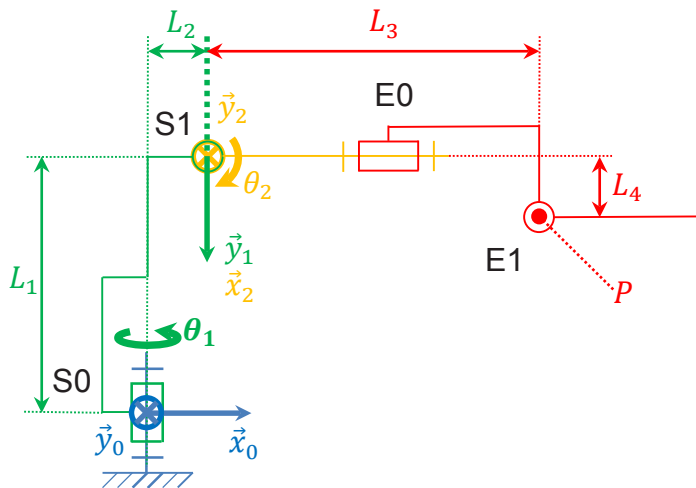 L₂
L₃
S1
y⃗₂
E0
θ₂
L₄
L₁
y⃗₁
x⃗₂
E1
P
θ₁
S0
y⃗₀
x⃗₀